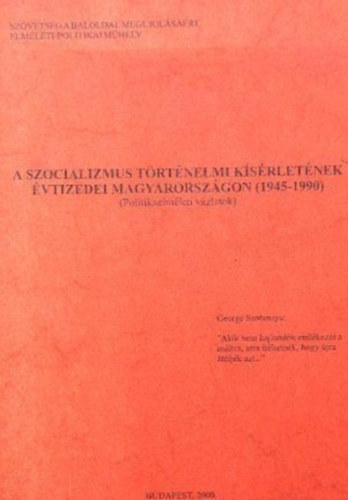 SZÖVETSÉG A BALOLDAL MEGÚJULÁSÁÉRT
ELMÉLETI-POLITIKAI MŰHELY
A SZOCIALIZMUS TÖRTÉNELMI KÍSÉRLETÉNEK
ÉVTIZEDEI MAGYARORSZÁGON (1945-1990)
(Politikaelméleti vázlatok)
George Santayana:
"Akik nem hajlandók emlékezni a
múltra, arra ítéltetnek, hogy újra
átéljék azt..."
BUDAPEST, 2000.